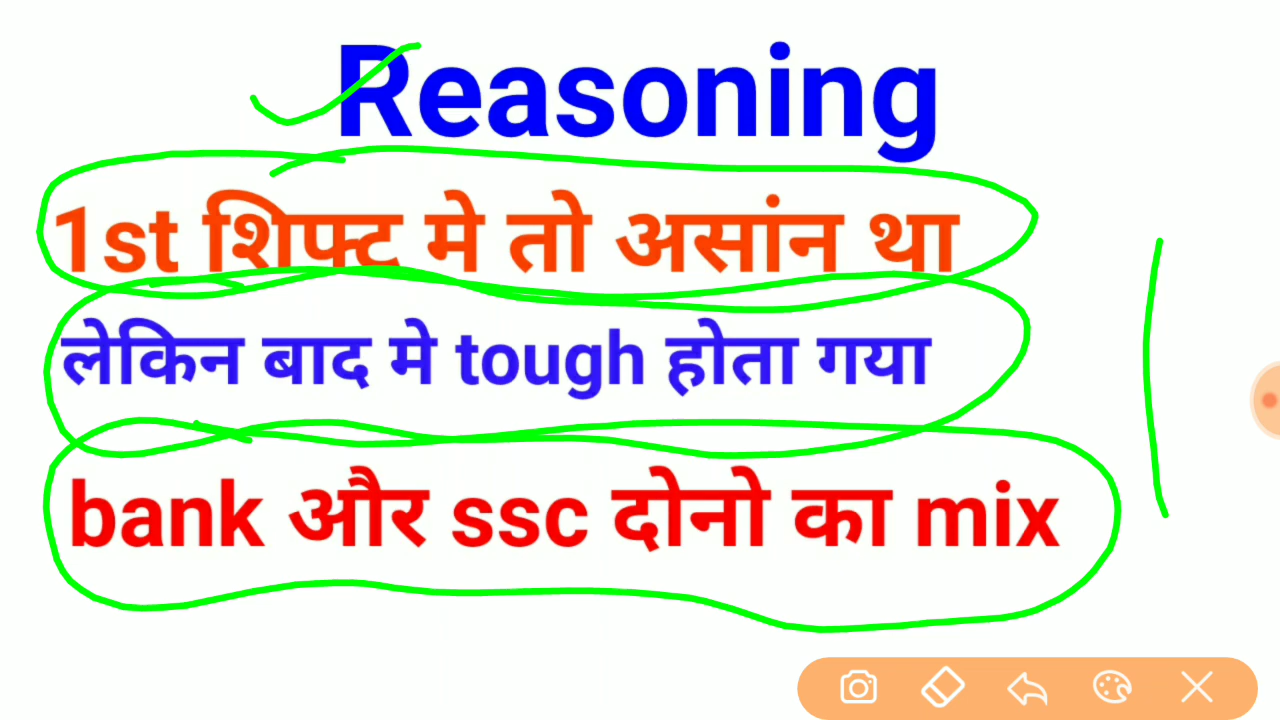 Reasoning
1st शिफ्ट मे तो असांन था
लेकिन बाद मे tough होता गया
bank और ssc दोनो का mix